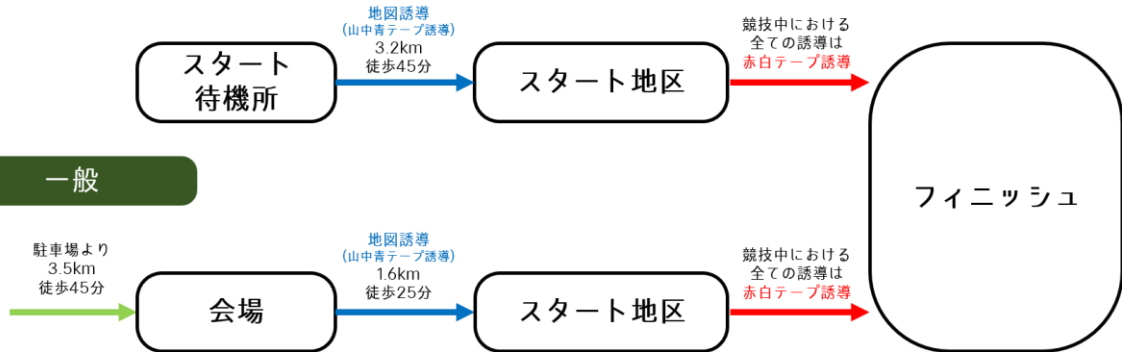 地図誘導
(山中青テープ誘導)
3.2km
徒歩45分
競技中における
全ての誘導は
赤白テープ誘導
スタート
待機所
スタート地区
一般
フィニッシュ
駐車場より
3.5km
徒歩45分
地図誘導
(山中青テープ誘導)
1.6km
徒歩25分
競技中における
全ての誘導は
赤白テープ誘導
会場
スタート地区